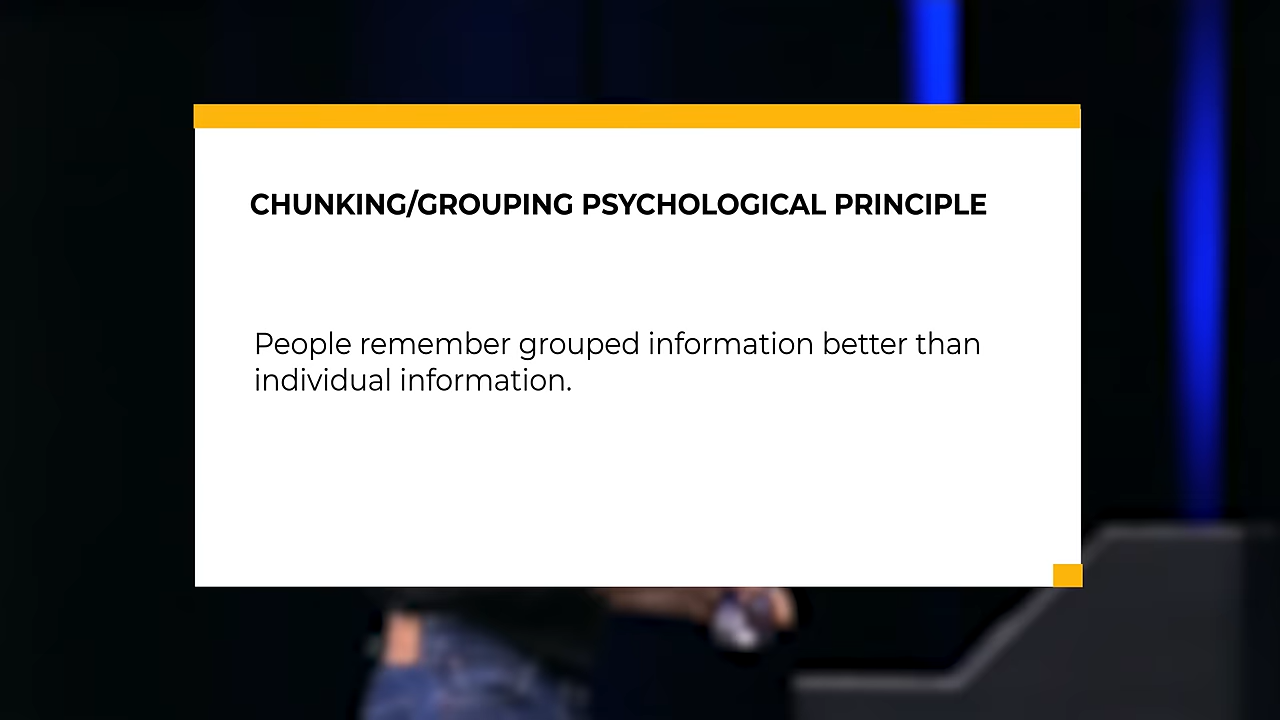 CHUNKING/GROUPING PSYCHOLOGICAL PRINCIPLE
People remember grouped information better than
individual information.